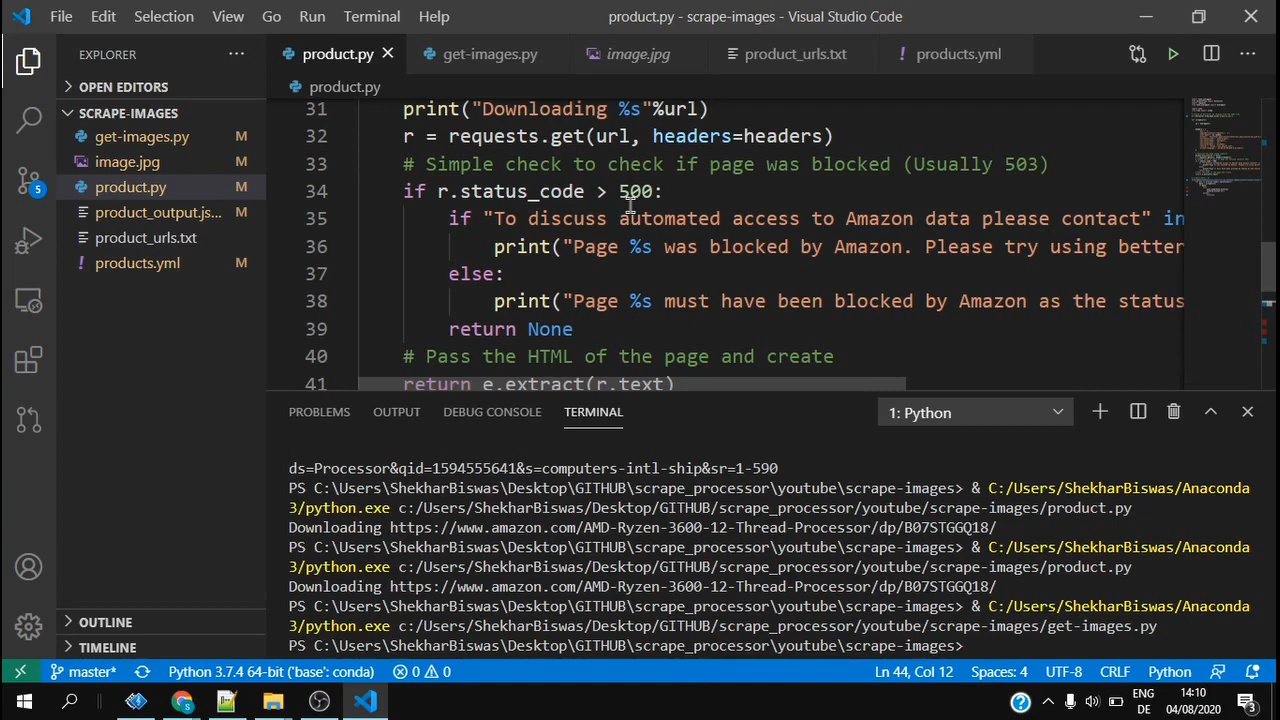 File Edit Selection View Go Run Terminal Help product.py - scrape-images - Visual Studio Code
EXPLORER
OPEN EDITORS
SCRAPE-IMAGES
get-images.py M
image.jpg M
product.py M
product_output.js... M
product_urls.txt
products.yml M
OUTLINE
TIMELINE
product.py get-images.py image.jpg product_urls.txt products.yml
product.py
31 print("Downloading %s"%url)
32 r = requests.get(url, headers=headers)
33 # Simple check to check if page was blocked (Usually 503)
34 if r.status_code > 500:
35 if "To discuss automated access to Amazon data please contact" in
36 print("Page %s was blocked by Amazon. Please try using better
37 else:
38 print("Page %s must have been blocked by Amazon as the status
39 return None
40 # Pass the HTML of the page and create
41 return e.extract(r.text)
PROBLEMS OUTPUT DEBUG CONSOLE TERMINAL 1: Python
ds=Processor&qid=1594555641&s=computers-intl-ship&sr=1-590
PS C:\Users\ShekharBiswas\Desktop\GITHUB\scrape_processor\youtube\scrape-images> & C:/Users/ShekharBiswas/Anaconda
3/python.exe c:/Users/ShekharBiswas/Desktop/GITHUB/scrape_processor/youtube/scrape-images/product.py
Downloading https://www.amazon.com/AMD-Ryzen-3600-12-Thread-Processor/dp/B07STGGQ18/
PS C:\Users\ShekharBiswas\Desktop\GITHUB\scrape_processor\youtube\scrape-images> & C:/Users/ShekharBiswas/Anaconda
3/python.exe c:/Users/ShekharBiswas/Desktop/GITHUB/scrape_processor/youtube/scrape-images/product.py
Downloading https://www.amazon.com/AMD-Ryzen-3600-12-Thread-Processor/dp/B07STGGQ18/
PS C:\Users\ShekharBiswas\Desktop\GITHUB\scrape_processor\youtube\scrape-images> & C:/Users/ShekharBiswas/Anaconda
3/python.exe c:/Users/ShekharBiswas/Desktop/GITHUB/scrape_processor/youtube/scrape-images/get-images.py
PS C:\Users\ShekharBiswas\Desktop\GITHUB\scrape_processor\youtube\scrape-images>
5
master* Python 3.7.4 64-bit ('base': conda) 0 0 Ln 44, Col 12 Spaces: 4 UTF-8 CRLF Python
ENG 14:10
DE 04/08/2020 3